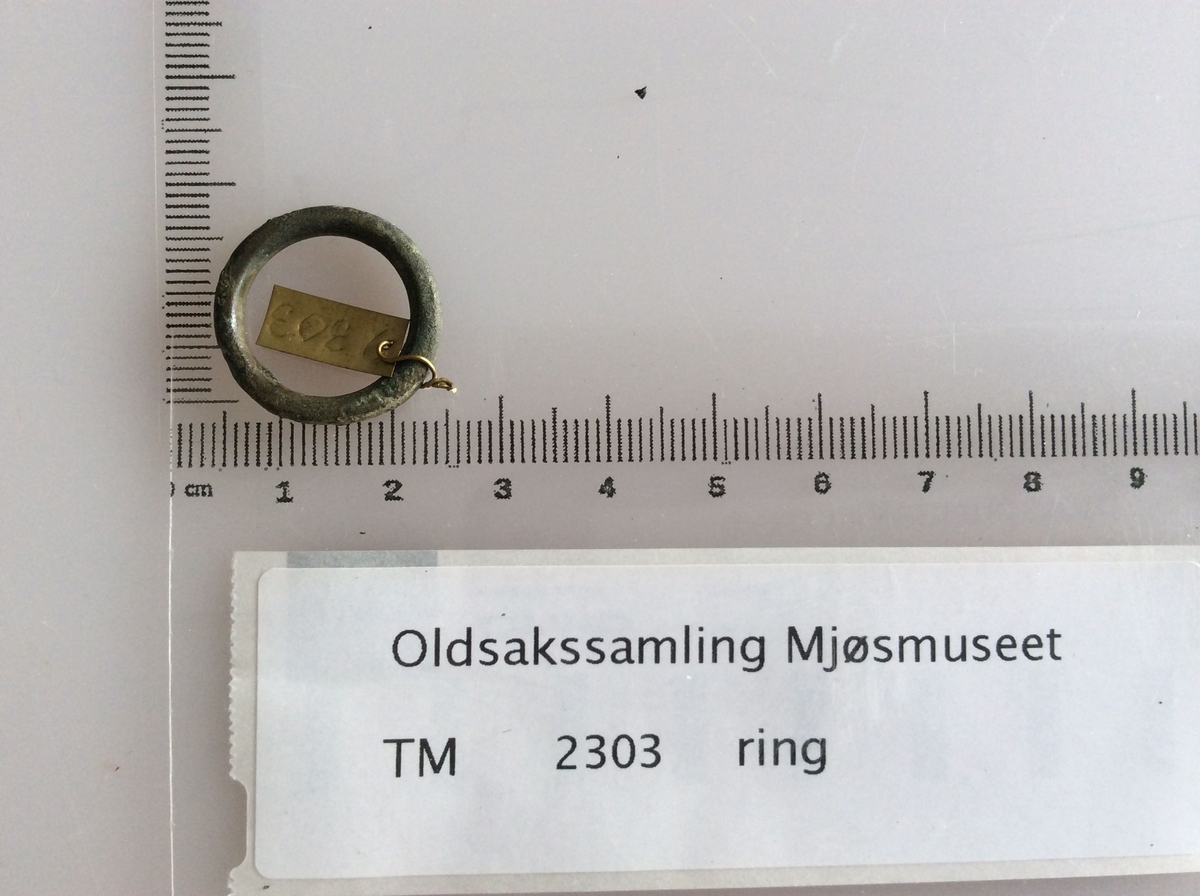 cm 1 2 3 4 5 6 7 8 9
Oldsakssamling Mjøsmuseet
TM 2303 ring